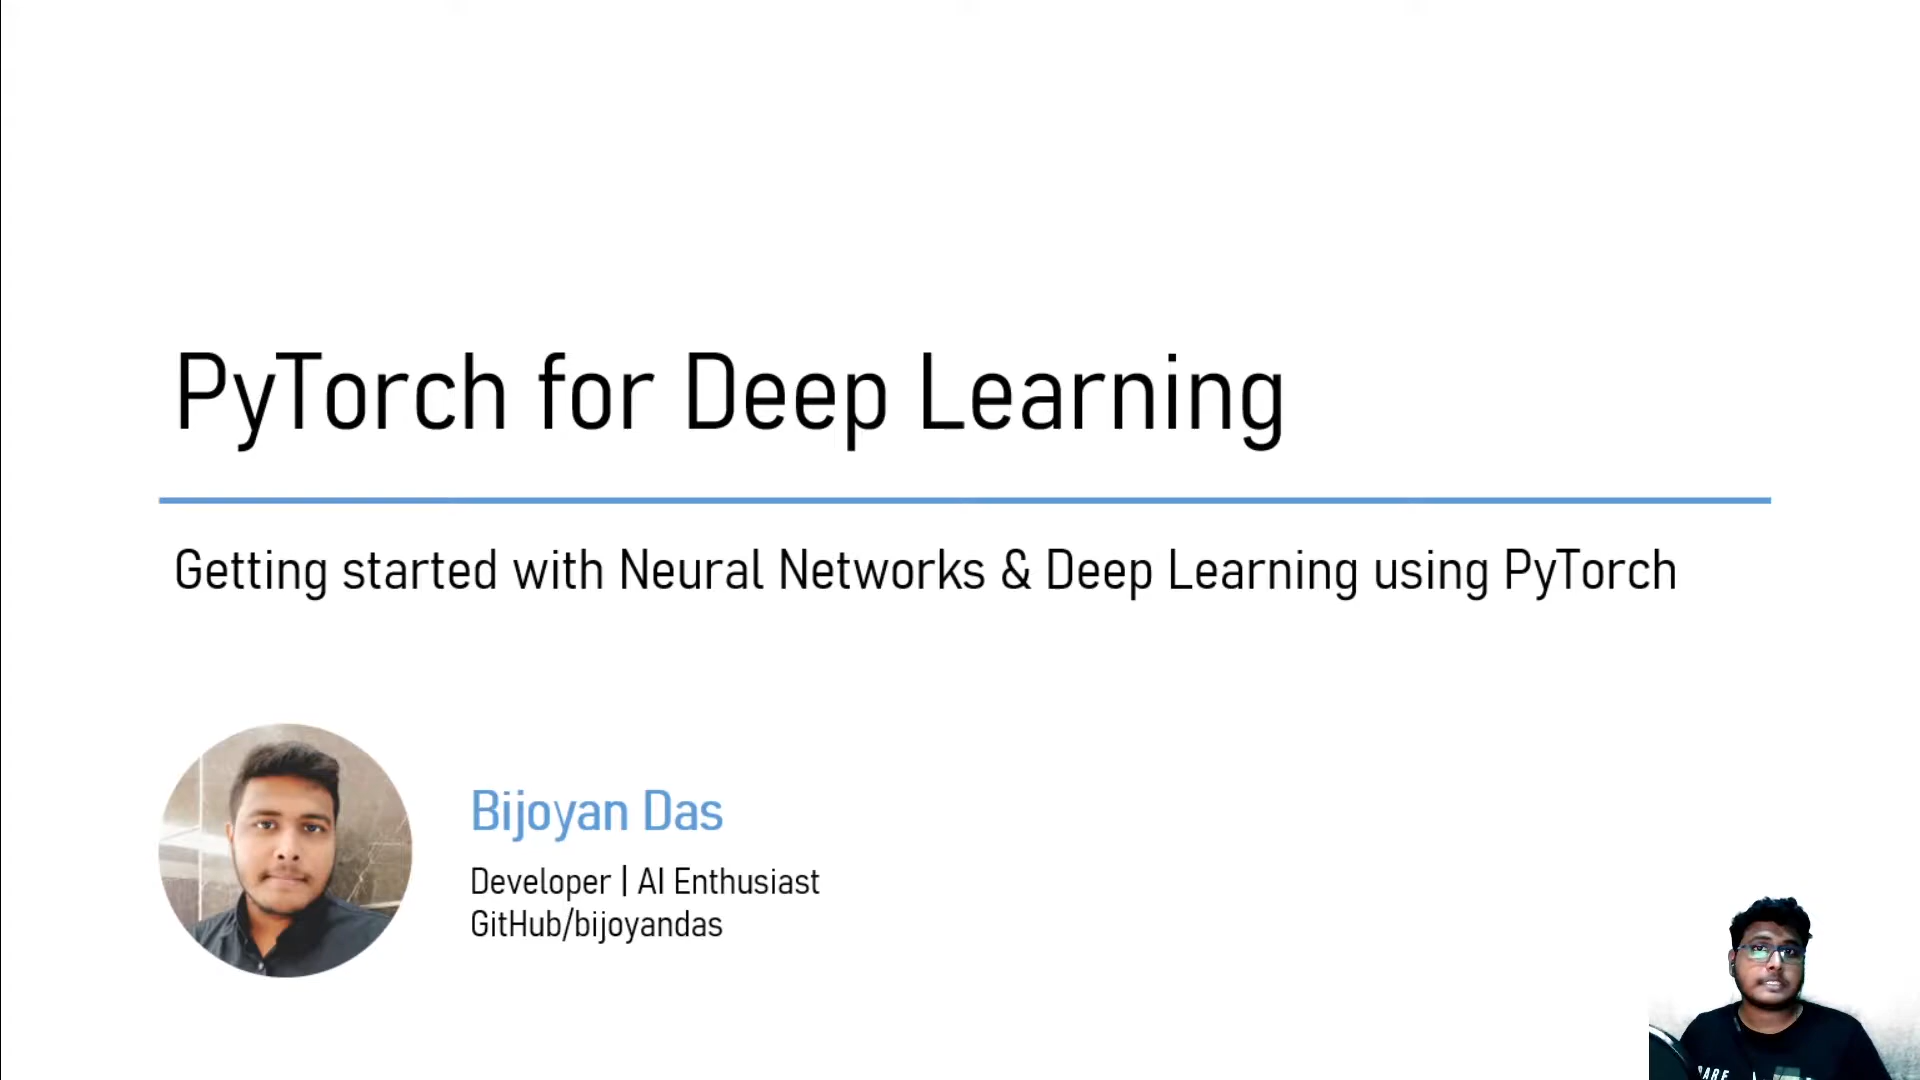 PyTorch for Deep Learning
Getting started with Neural Networks & Deep Learning using PyTorch
Bijoyan Das
Developer | AI Enthusiast
GitHub/bijoyandas